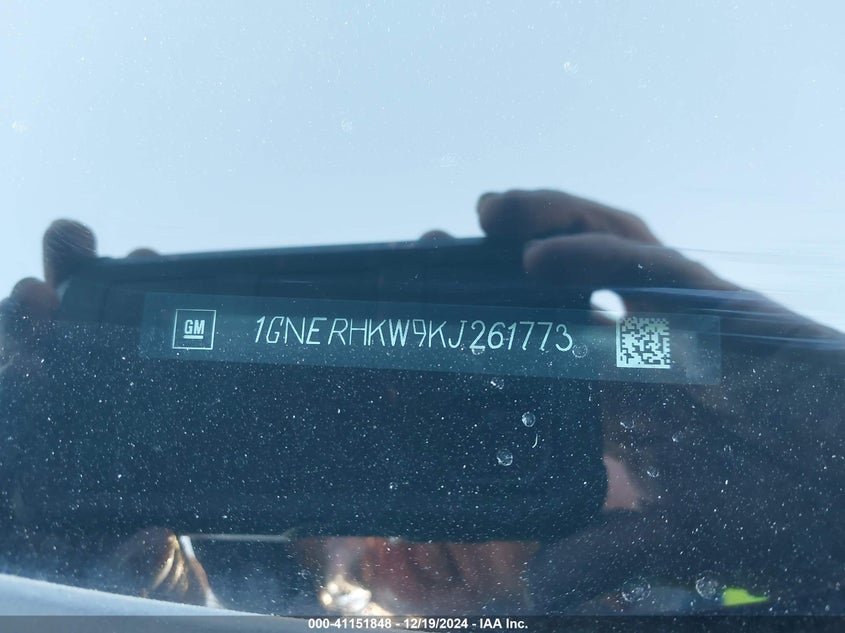 GM 1GNERHKW9KJ261773
000-41151848 - 12/19/2024 - IAA Inc.